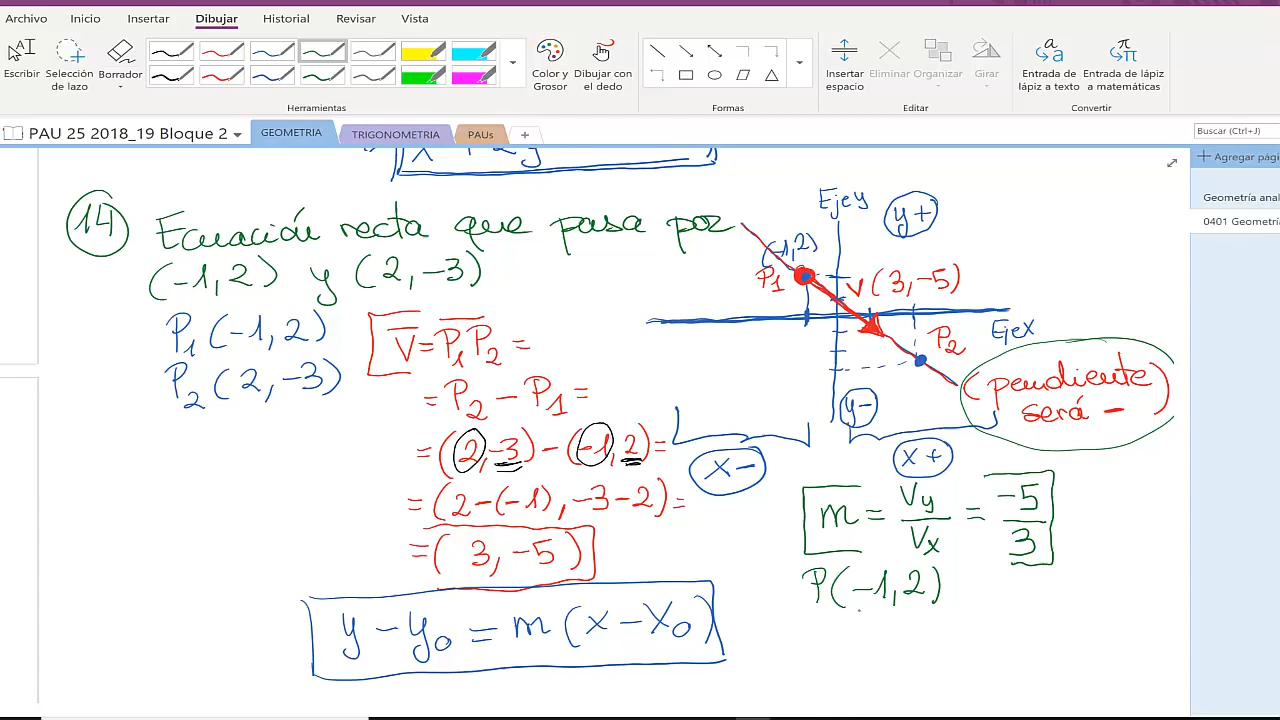 Archivo Inicio Insertar Dibujar Historial Revisar Vista
Escribir
Selección de lazo
Borrador
Color y Grosor
Dibujar con el dedo
Insertar espacio
Eliminar
Organizar
Girar
Entrada de lápiz a texto
Entrada de lápiz a matemáticas
Herramientas Formas Editar Convertir
PAU 25 2018_19 Bloque 2 GEOMETRIA TRIGONOMETRIA PAUs +
Buscar (Ctrl+J)
Agregar pági
Geometría anal
0401 Geometrí
14 Ecuación recta que pasa por
(-1,2) y (2,-3)
P1(-1,2)
P2(2,-3)
V = P1P2 =
= P2 - P1 =
= (2,-3) - (-1,2) =
= (2-(-1), -3-2) =
= (3,-5)
y - y0 = m(x - x0)
Eje y
y+
(-1,2)
P1
V(3,-5)
Eje x
P2
y-
x-
x+
(pendiente
será -)
m = Vy/Vx = -5/3
P(-1,2)